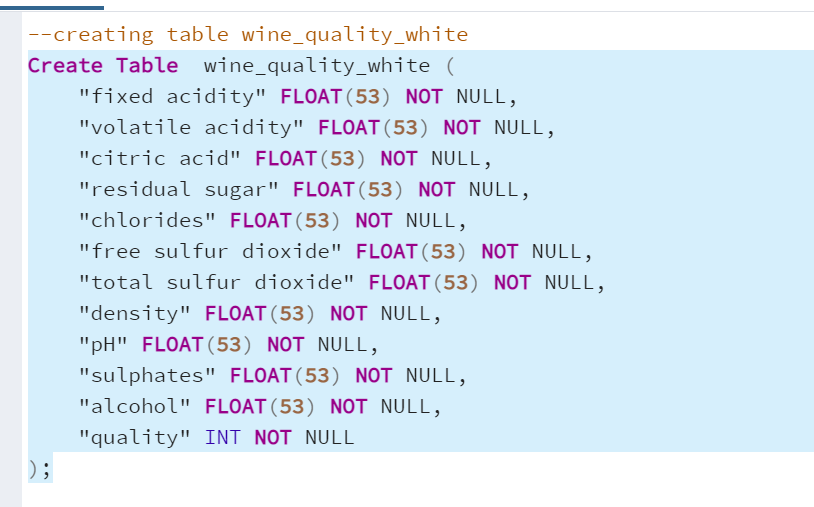 --creating table wine_quality_white
Create Table  wine_quality_white (
    "fixed acidity" FLOAT(53) NOT NULL,
    "volatile acidity" FLOAT(53) NOT NULL,
    "citric acid" FLOAT(53) NOT NULL,
    "residual sugar" FLOAT(53) NOT NULL,
    "chlorides" FLOAT(53) NOT NULL,
    "free sulfur dioxide" FLOAT(53) NOT NULL,
    "total sulfur dioxide" FLOAT(53) NOT NULL,
    "density" FLOAT(53) NOT NULL,
    "pH" FLOAT(53) NOT NULL,
    "sulphates" FLOAT(53) NOT NULL,
    "alcohol" FLOAT(53) NOT NULL,
    "quality" INT NOT NULL
);